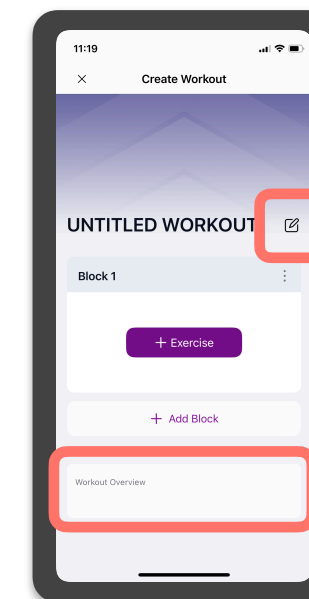 11:19
Create Workout
UNTITLED WORKOUT
Block 1
+ Exercise
+ Add Block
Workout Overview